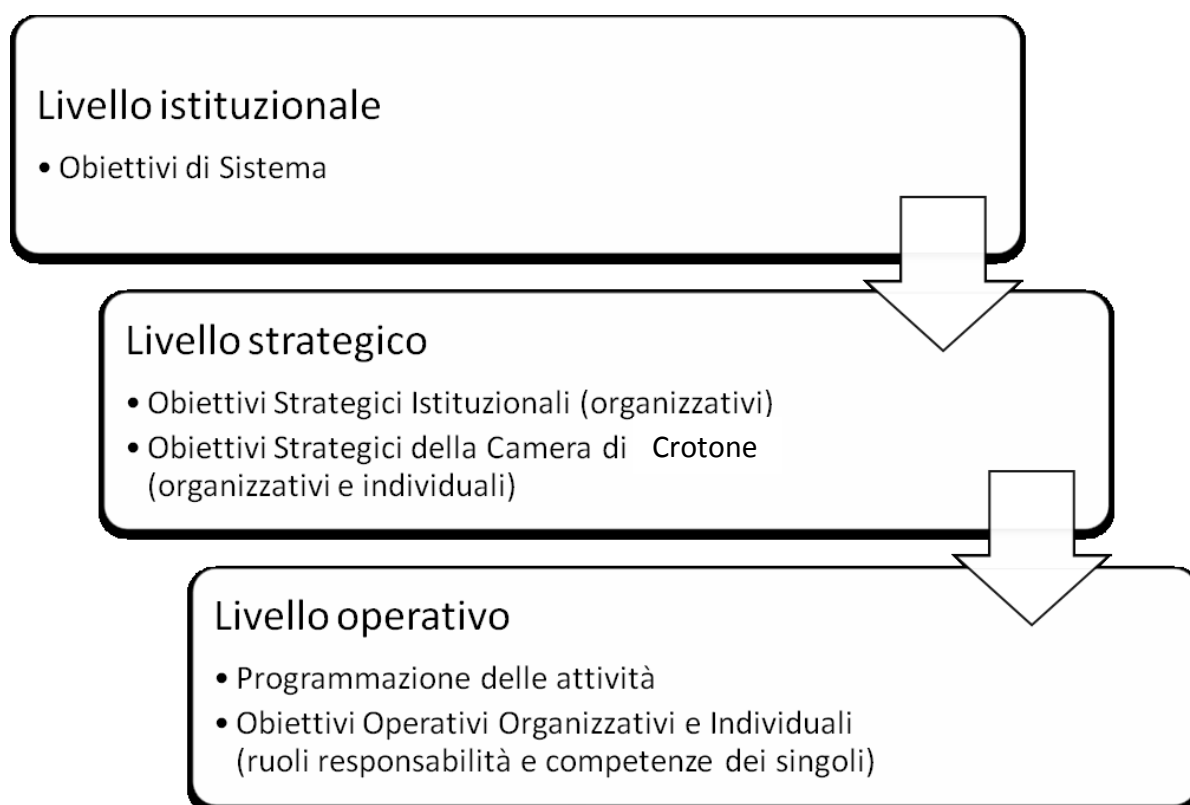 Livello istituzionale
• Obiettivi di Sistema
Livello strategico
• Obiettivi Strategici Istituzionali (organizzativi)
• Obiettivi Strategici della Camera di Crotone
(organizzativi e individuali)
Livello operativo
• Programmazione delle attività
• Obiettivi Operativi Organizzativi e Individuali
(ruoli responsabilità e competenze dei singoli)